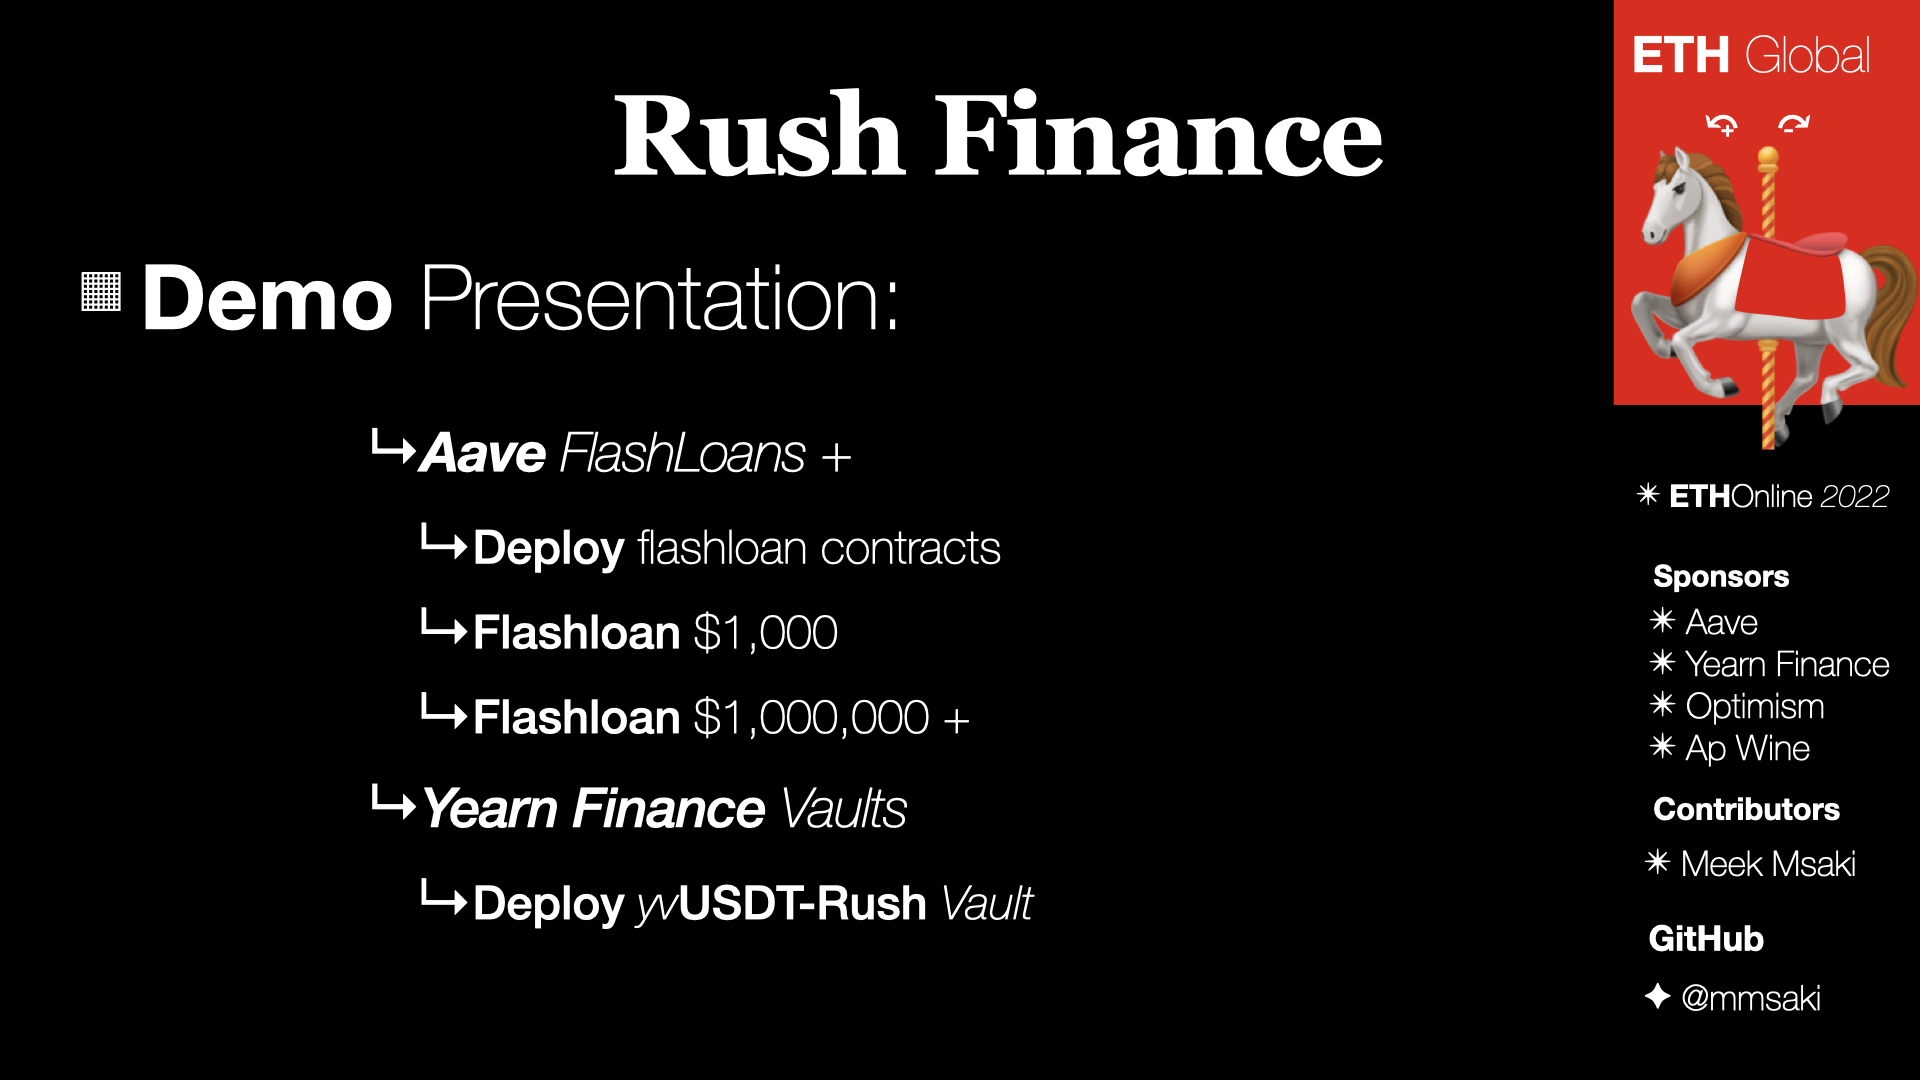 Rush Finance
Demo Presentation:
Aave FlashLoans +
Deploy flashloan contracts
Flashloan $1,000
Flashloan $1,000,000 +
Yearn Finance Vaults
Deploy yvUSDT-Rush Vault
ETH Global
ETHOnline 2022
Sponsors
Aave
Yearn Finance
Optimism
Ap Wine
Contributors
Meek Msaki
GitHub
@mmsaki